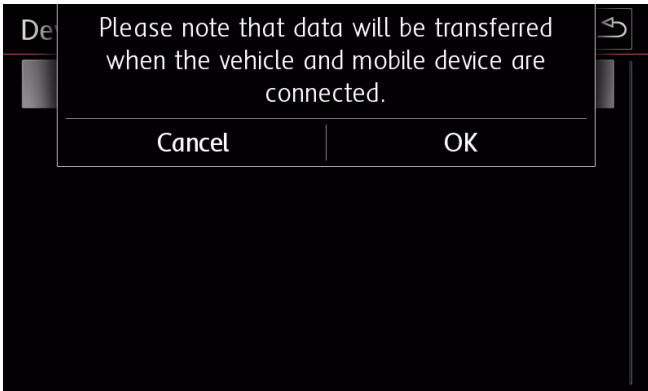 Please note that data will be transferred
when the vehicle and mobile device are
connected.
Cancel
OK